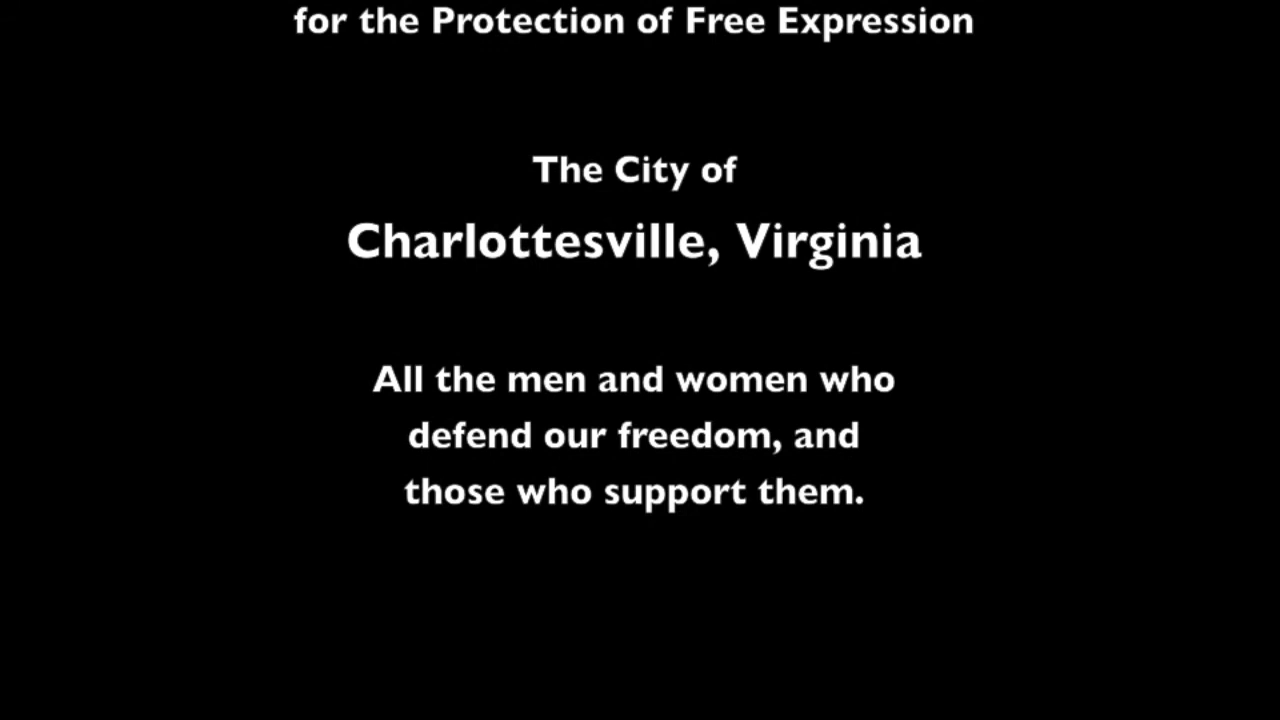 for the Protection of Free Expression
The City of
Charlottesville, Virginia
All the men and women who
defend our freedom, and
those who support them.